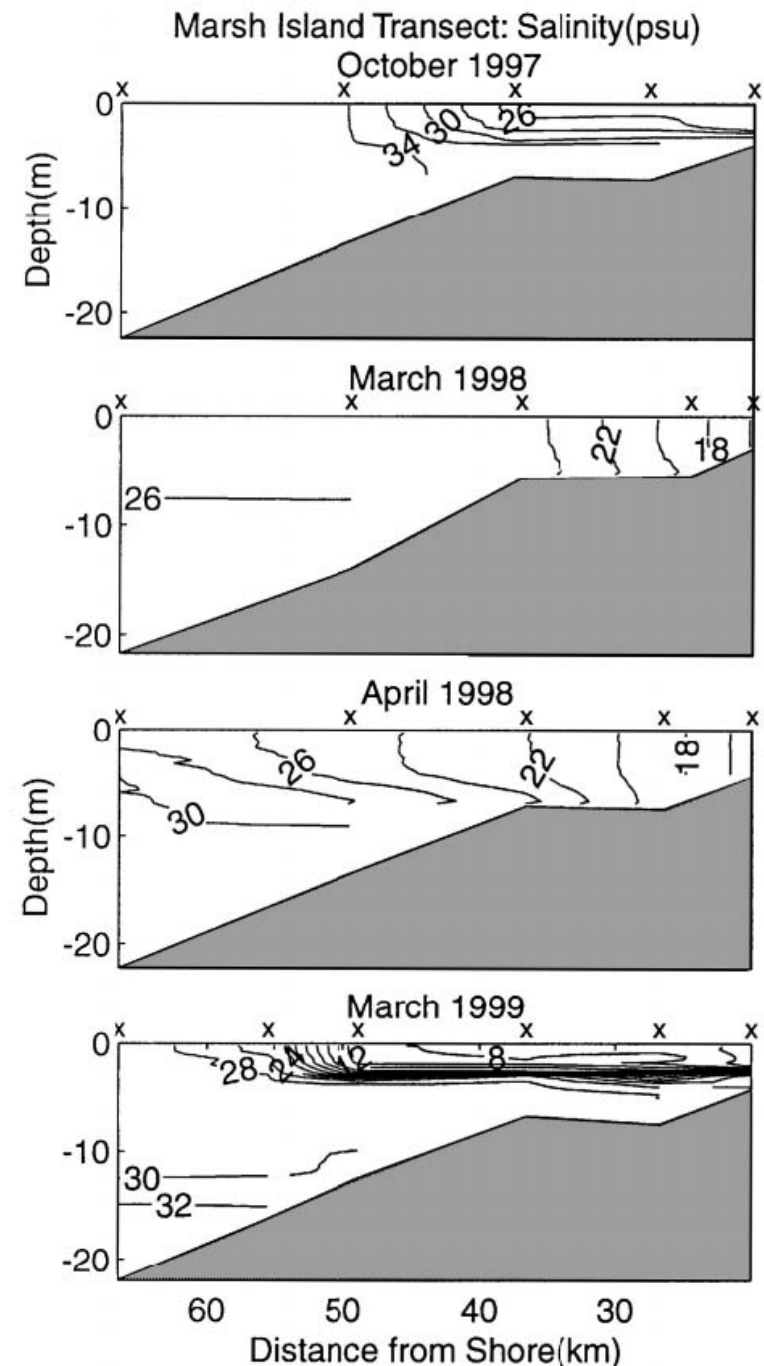 Marsh Island Transect: Salinity(psu)
October 1997
x x x x x
0
-10
-20
Depth(m)
34
30
26
March 1998
x x x x x
0
-10
-20
26
22
18
April 1998
x x x x x
0
-10
-20
Depth(m)
30
26
22
18
March 1999
x x x x x x
0
-10
-20
28
24
12
8
30
32
60 50 40 30
Distance from Shore(km)